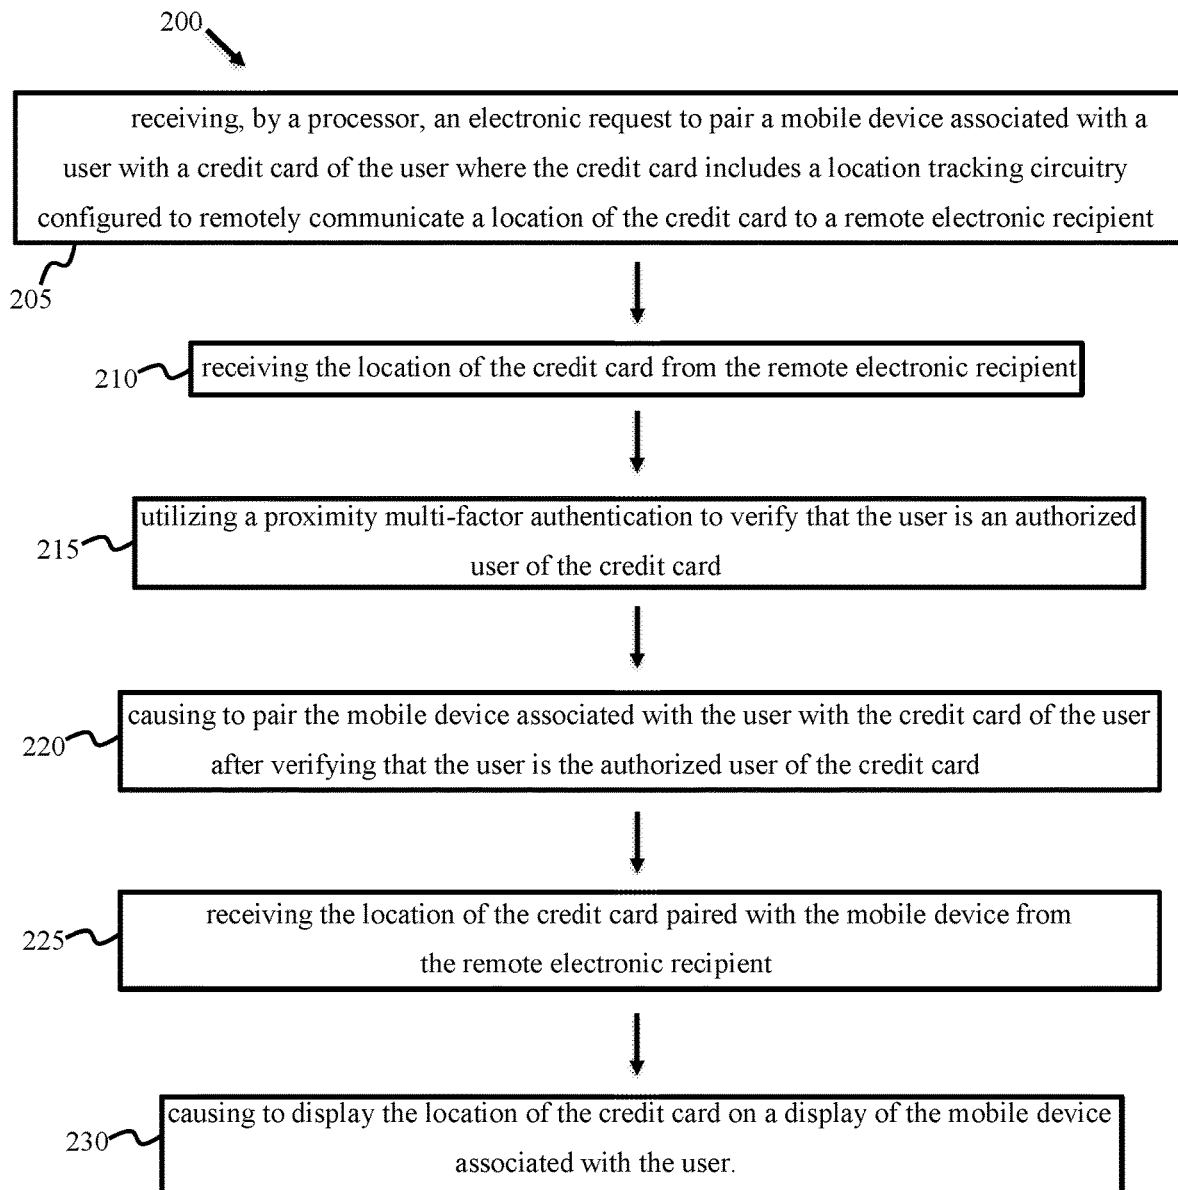 200
receiving, by a processor, an electronic request to pair a mobile device associated with a
user with a credit card of the user where the credit card includes a location tracking circuitry
configured to remotely communicate a location of the credit card to a remote electronic recipient
205
210
receiving the location of the credit card from the remote electronic recipient
215
utilizing a proximity multi-factor authentication to verify that the user is an authorized
user of the credit card
220
causing to pair the mobile device associated with the user with the credit card of the user
after verifying that the user is the authorized user of the credit card
225
receiving the location of the credit card paired with the mobile device from
the remote electronic recipient
230
causing to display the location of the credit card on a display of the mobile device
associated with the user.